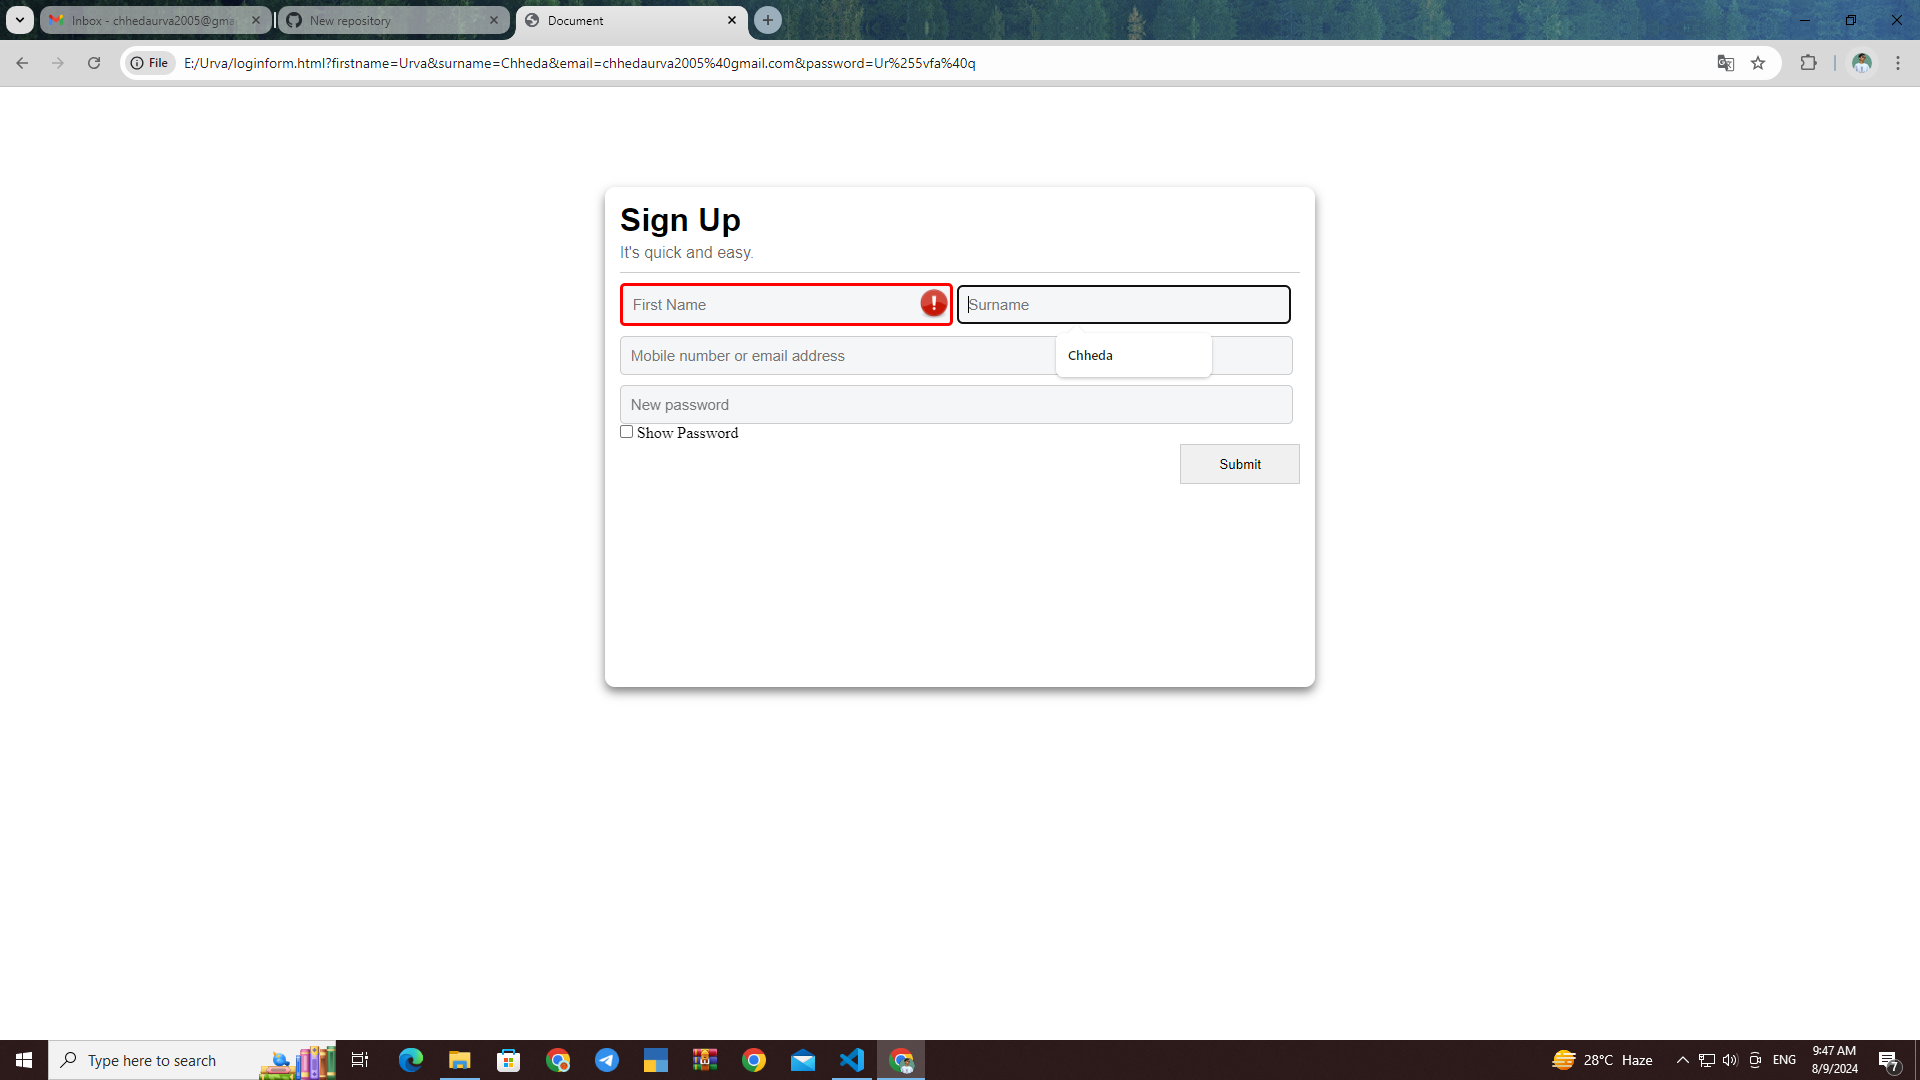 Inbox - chhedaurva2005@gma
New repository
Document
File
E:/Urva/loginform.html?firstname=Urva&surname=Chheda&email=chhedaurva2005%40gmail.com&password=Ur%255vfa%40q
Sign Up
It's quick and easy.
First Name
Surname
Mobile number or email address
Chheda
New password
Show Password
Submit
Type here to search
28°C Haze
ENG
9:47 AM
8/9/2024
7